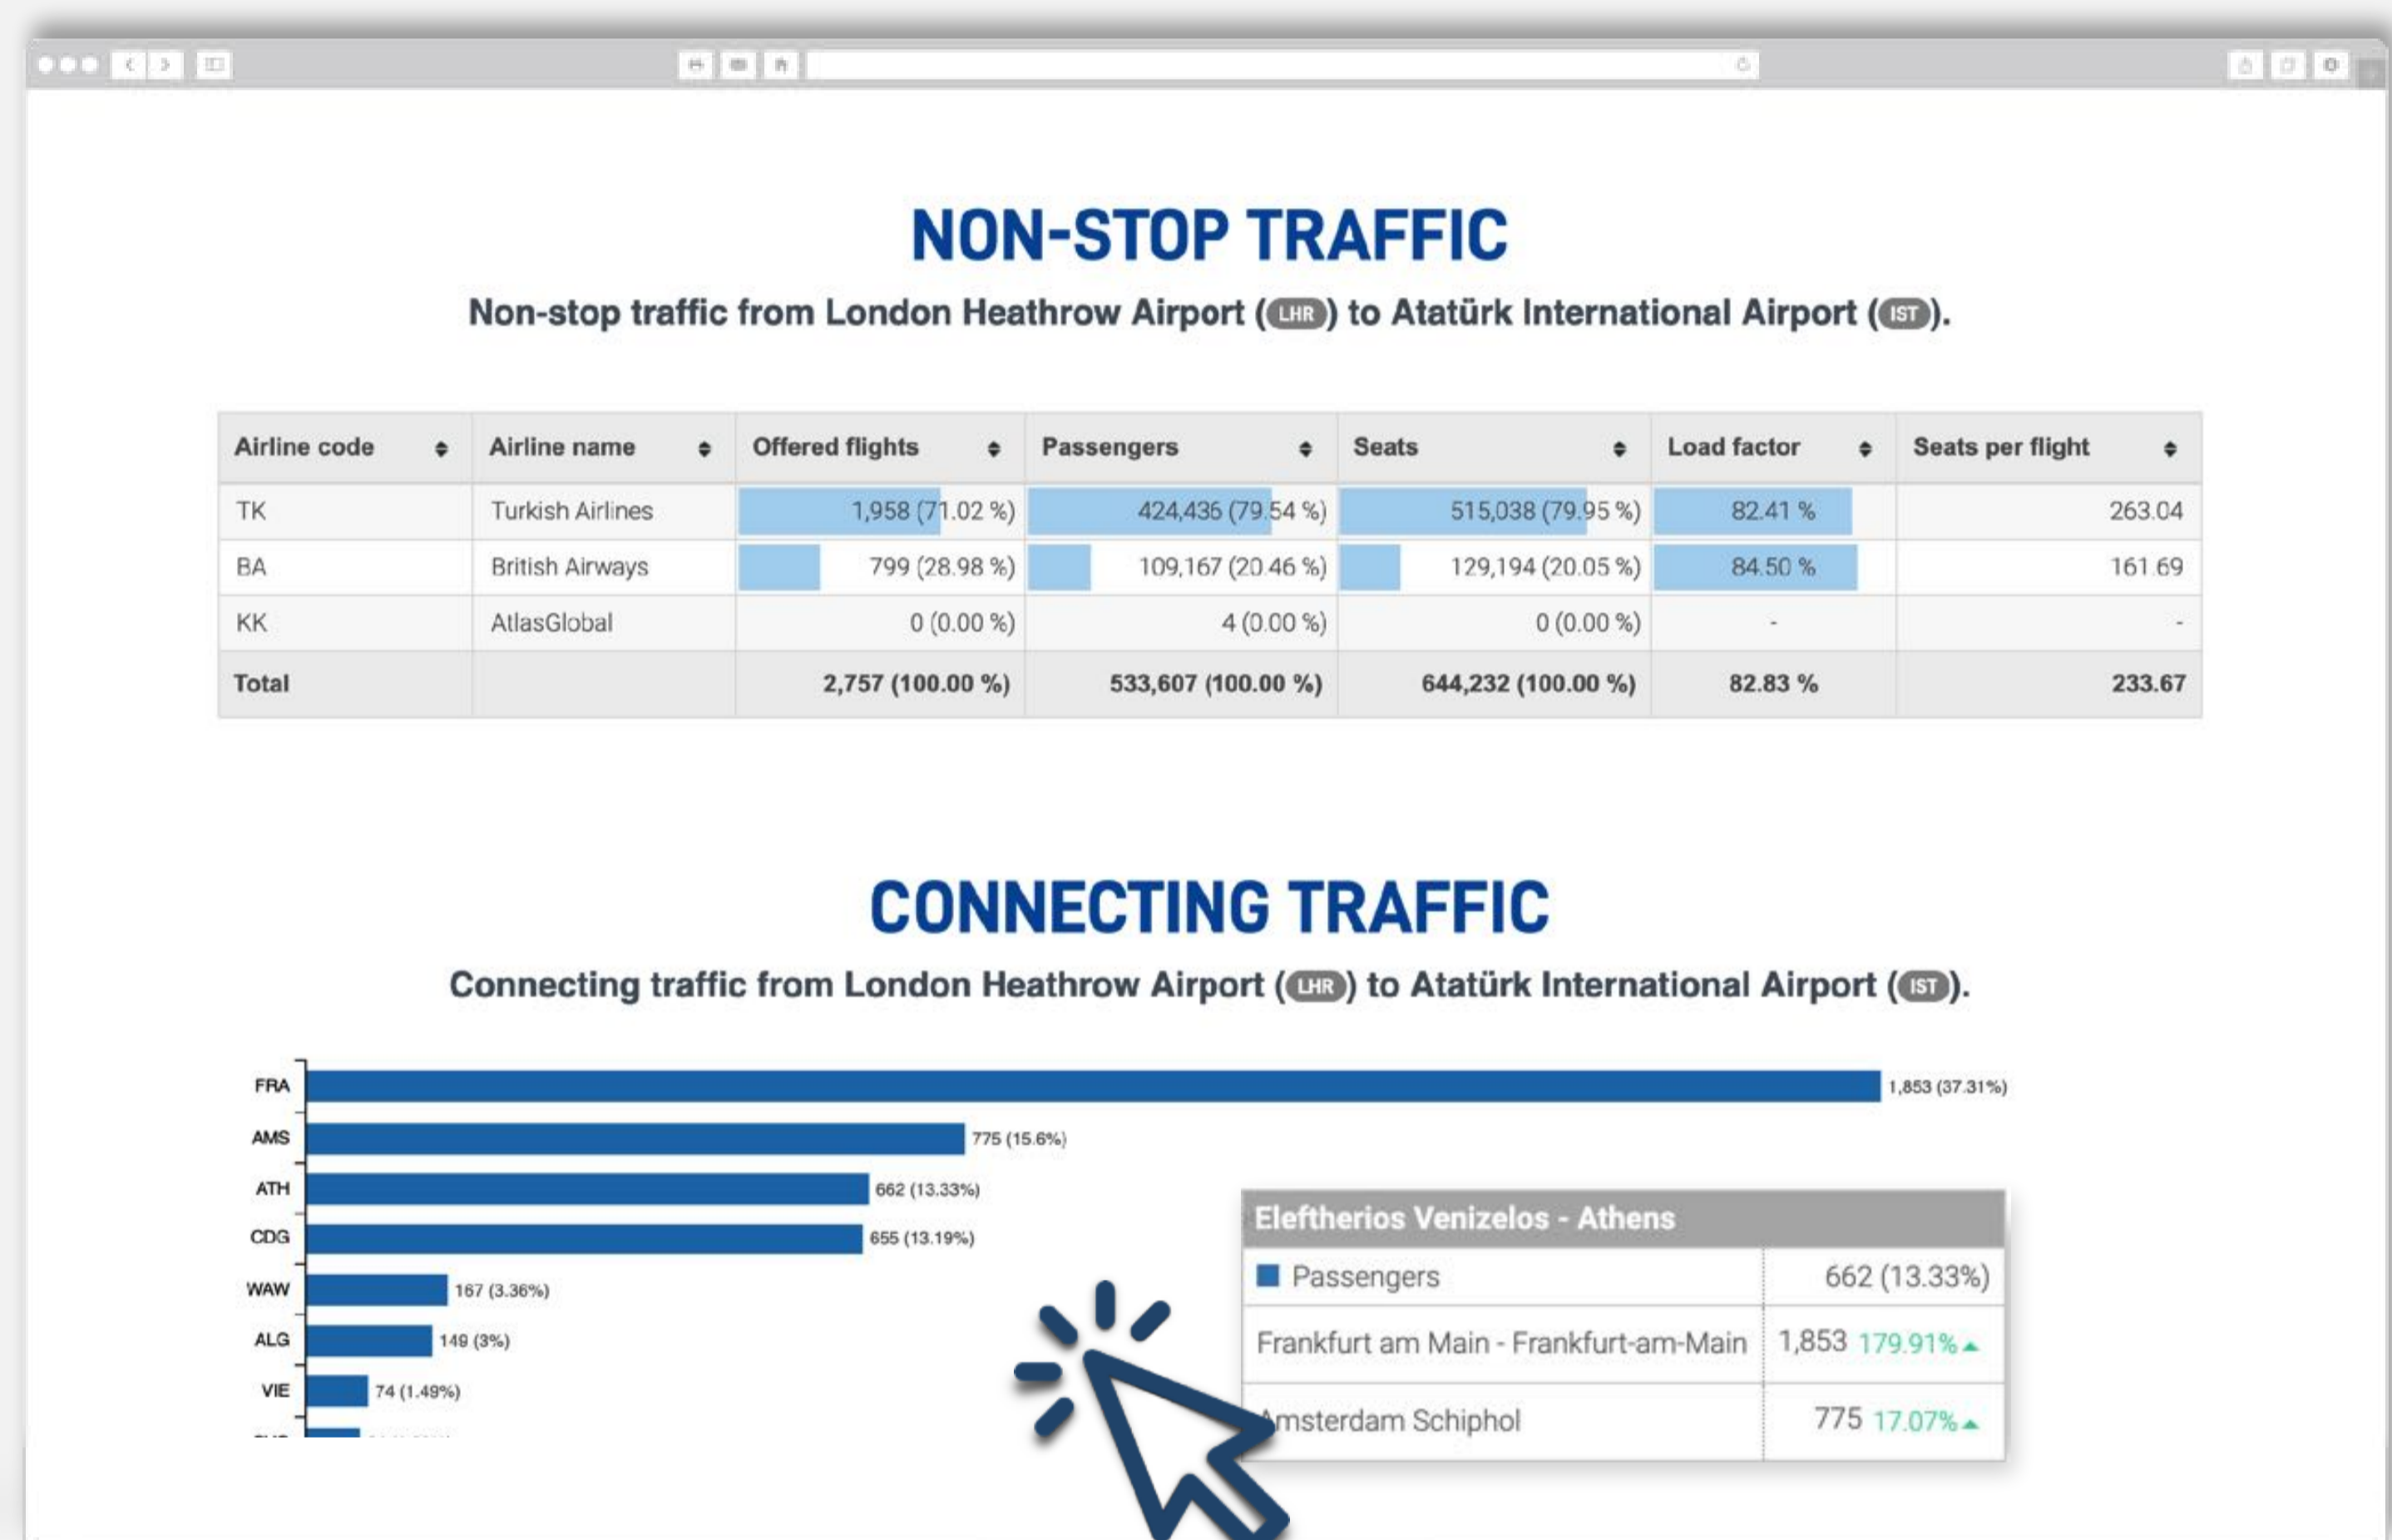 NON-STOP TRAFFIC
Non-stop traffic from London Heathrow Airport (LHR) to Atatürk International Airport (IST).
Airline code Airline name Offered flights Passengers Seats Load factor Seats per flight
TK Turkish Airlines 1,958 (71.02 %) 424,436 (79.54 %) 515,038 (79.95 %) 82.41 % 263.04
BA British Airways 799 (28.98 %) 109,167 (20.46 %) 129,194 (20.05 %) 84.50 % 161.69
KK AtlasGlobal 0 (0.00 %) 4 (0.00 %) 0 (0.00 %) - -
Total 2,757 (100.00 %) 533,607 (100.00 %) 644,232 (100.00 %) 82.83 % 233.67
CONNECTING TRAFFIC
Connecting traffic from London Heathrow Airport (LHR) to Atatürk International Airport (IST).
FRA 1,853 (37.31%)
AMS 775 (15.6%)
ATH 662 (13.33%)
CDG 655 (13.19%)
WAW 167 (3.36%)
ALG 149 (3%)
VIE 74 (1.49%)
Eleftherios Venizelos - Athens
Passengers 662 (13.33%)
Frankfurt am Main - Frankfurt-am-Main 1,853 179.91%
Amsterdam Schiphol 775 17.07%